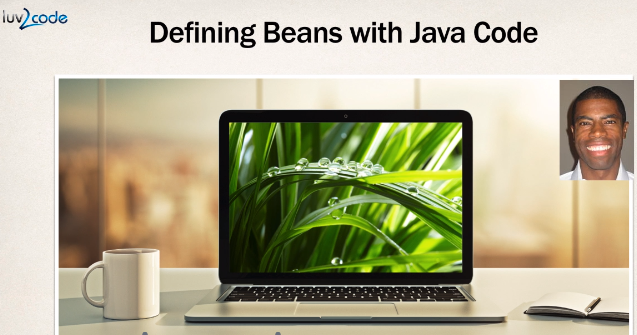 luv2code
Defining Beans with Java Code